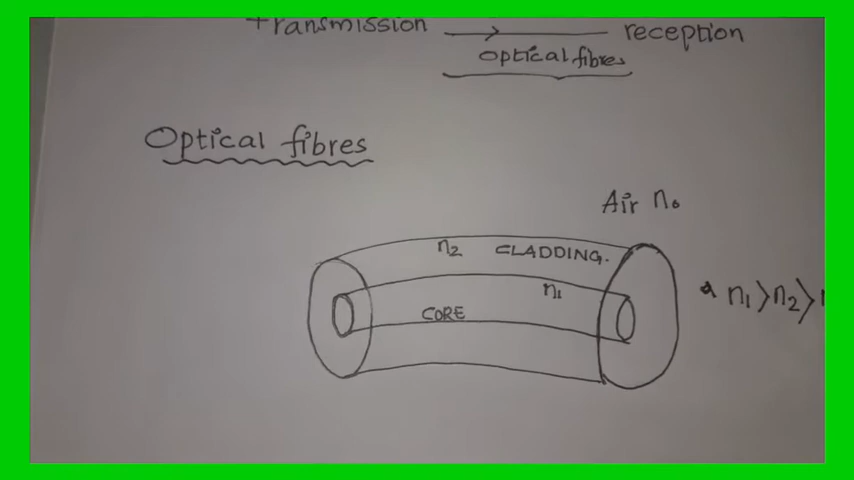 transmission → reception
optical fibres
Optical fibres
Air n₀
n₂ CLADDING.
n₁
n₁>n₂>
CORE